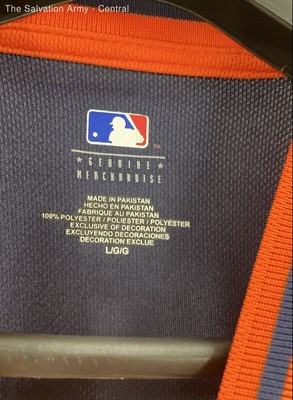 The Salvation Army - Central
TM
★ GENUINE ★
MERCHANDISE
MADE IN PAKISTAN
HECHO EN PAKISTAN
FABRIQUE AU PAKISTAN
100% POLYESTER / POLIESTER / POLYESTER
EXCLUSIVE OF DECORATION
EXCLUYENDO DECORACIONES
DECORATION EXCLUE
L/G/G